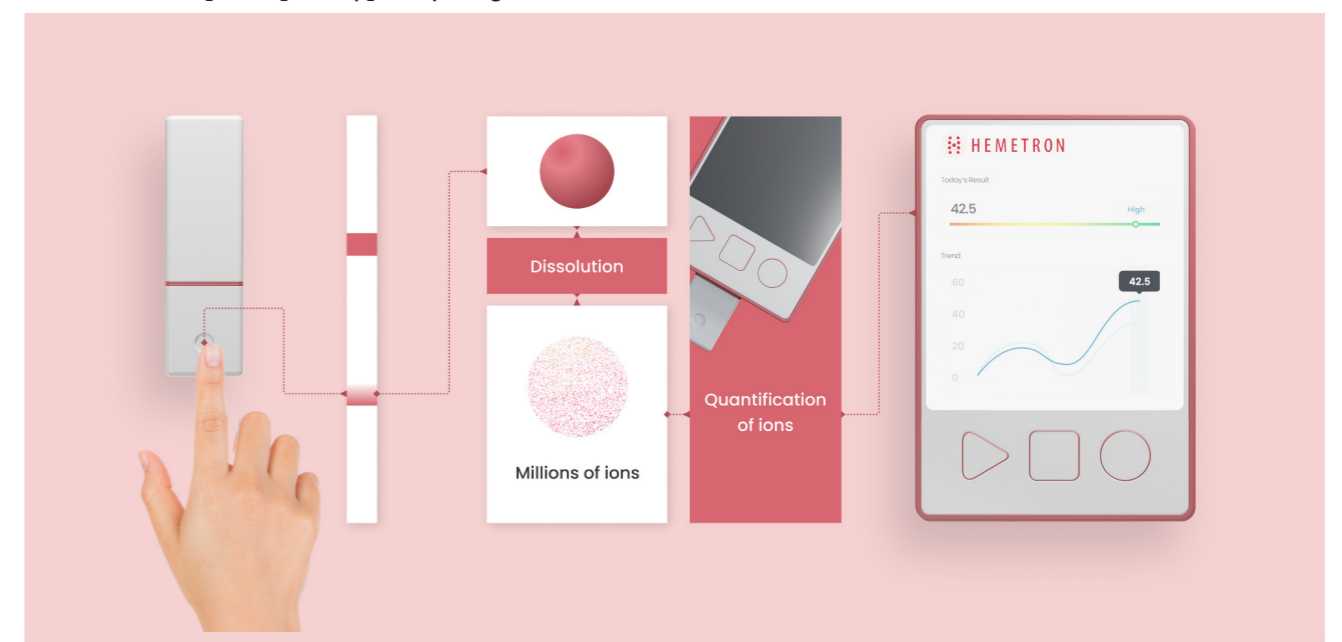 Dissolution
Millions of ions
Quantification
of ions
HEMETRON
Today's Result
42.5
High
Trend
60
42.5
40
20
0